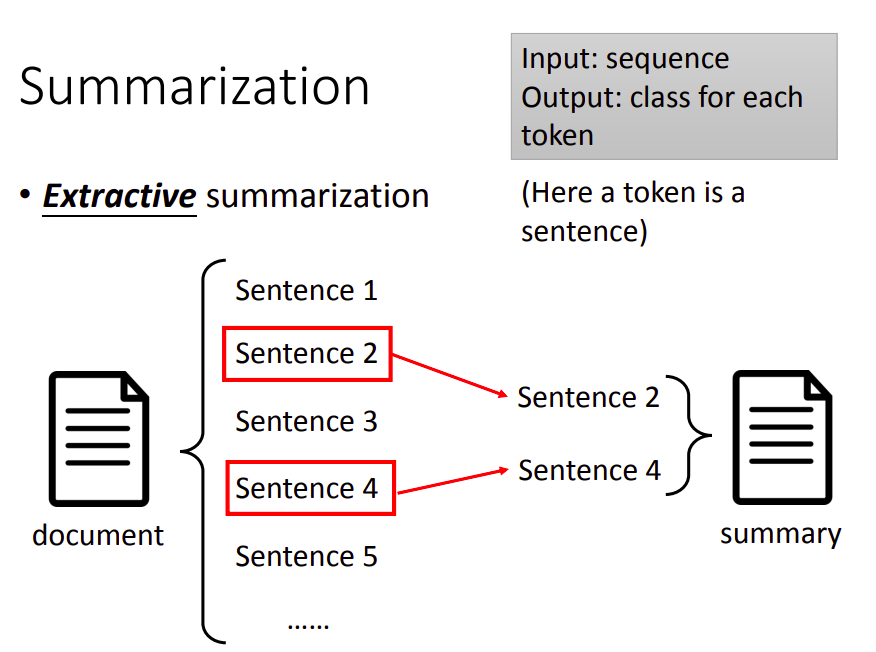 Summarization
Input: sequence
Output: class for each
token
• Extractive summarization
(Here a token is a
sentence)
Sentence 1
Sentence 2
Sentence 3
Sentence 4
Sentence 5
......
document
Sentence 2
Sentence 4
summary